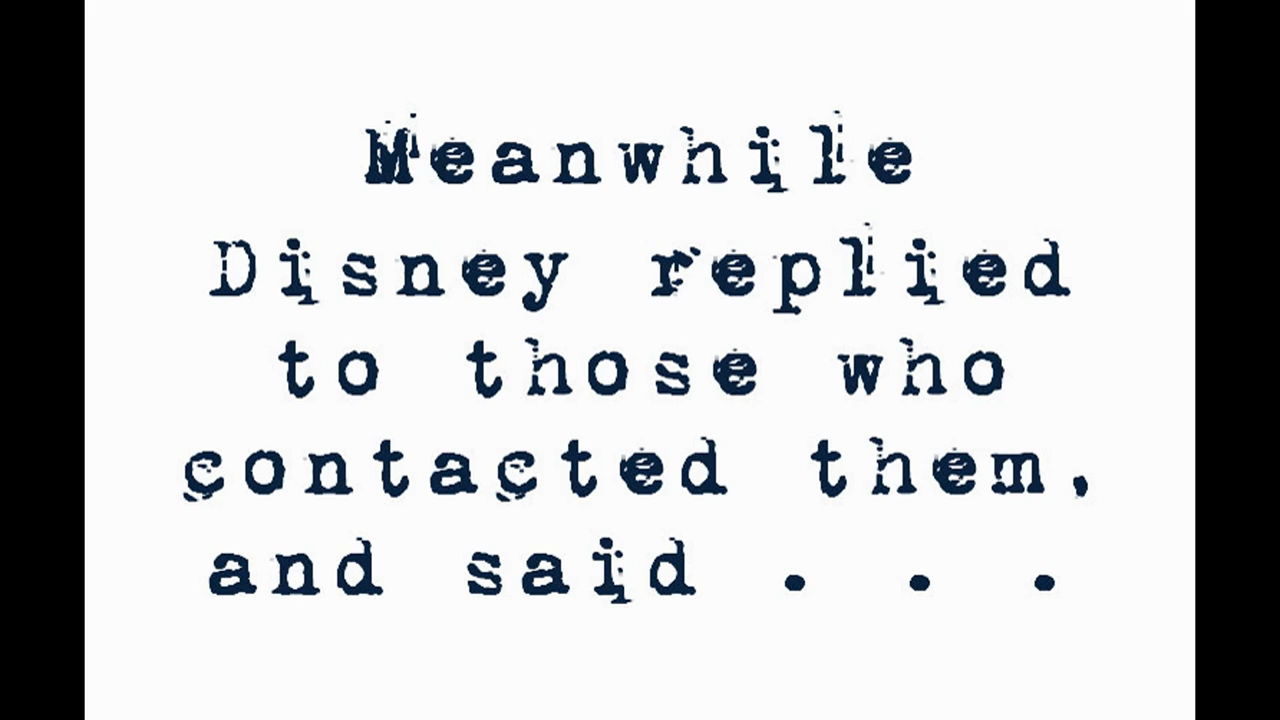 Meanwhile
Disney replied
to those who
contacted them,
and said . . .